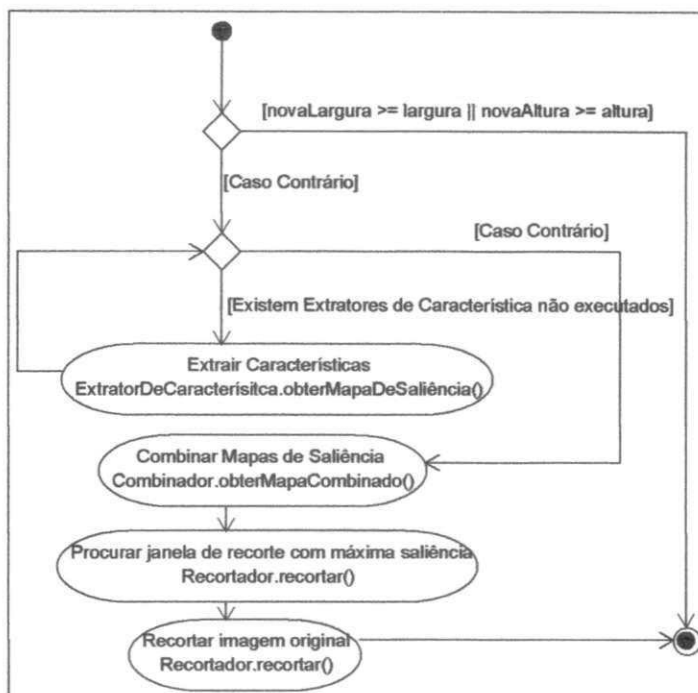 [novaLargura >= largura || novaAltura >= altura]
[Caso Contrário]
[Caso Contrário]
[Existem Extratores de Característica não executados]
Extrair Características
ExtratorDeCaracterísitca.obterMapaDeSaliência()
Combinar Mapas de Saliência
Combinador.obterMapaCombinado()
Procurar janela de recorte com máxima saliência
Recortador.recortar()
Recortar imagem original
Recortador.recortar()